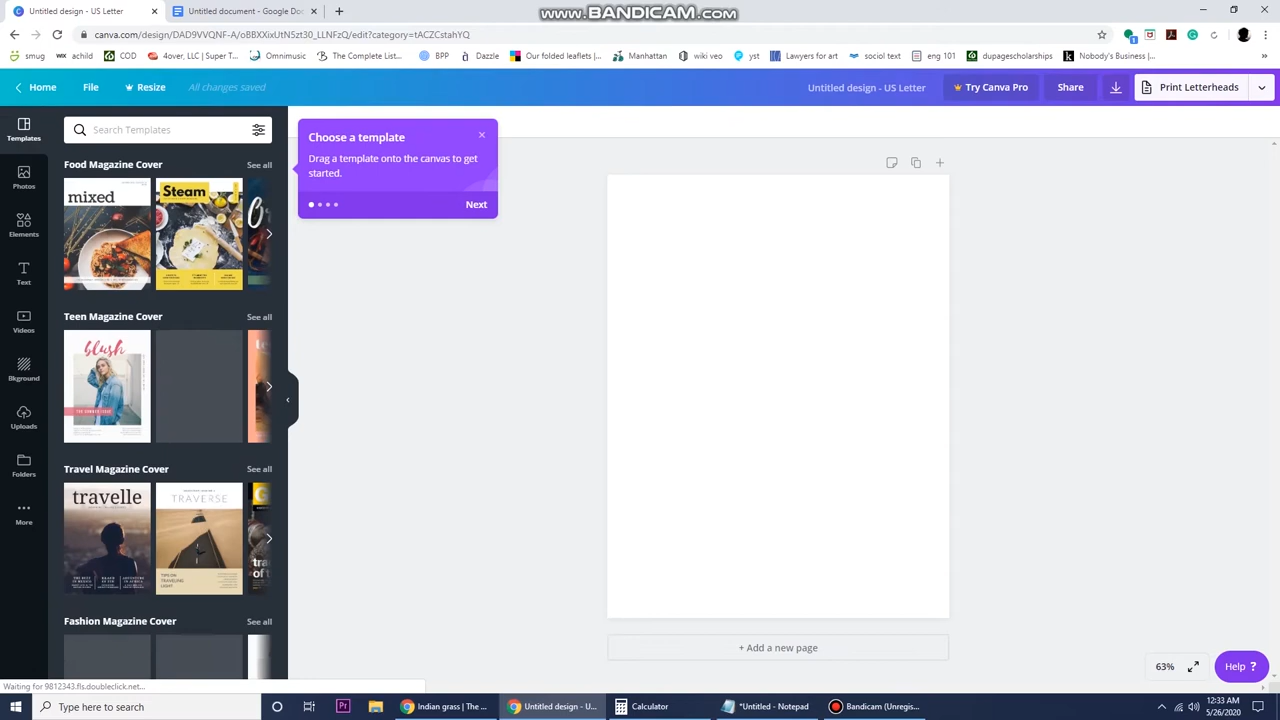 www.BANDICAM.com
Untitled design - US Letter
Untitled document - Google Doc
canva.com/design/DAD9VVQNF-A/oBBXXixUtN5zt30_LLNFzQ/edit?category=tACZCstahYQ
smug
achild
COD
4over, LLC | Super T...
Omnimusic
The Complete List...
BPP
Dazzle
Our folded leaflets |...
Manhattan
wiki veo
yst
Lawyers for art
sociol text
eng 101
dupagescholarships
Nobody's Business |...
Home
File
Resize
All changes saved
Untitled design - US Letter
Try Canva Pro
Share
Print Letterheads
Templates
Photos
Elements
Text
Videos
Bkground
Uploads
Folders
More
Search Templates
Food Magazine Cover
See all
mixed
Steam
Teen Magazine Cover
See all
blush
Travel Magazine Cover
See all
travelle
TRAVERSE
TIPS ON
TRAVELING
LIGHT
Fashion Magazine Cover
See all
Choose a template
Drag a template onto the canvas to get
started.
Next
+ Add a new page
63%
Help ?
Waiting for 9812343.fls.doubleclick.net...
Type here to search
Indian grass | The ...
Untitled design - U...
Calculator
*Untitled - Notepad
Bandicam (Unregis...
12:33 AM
5/26/2020